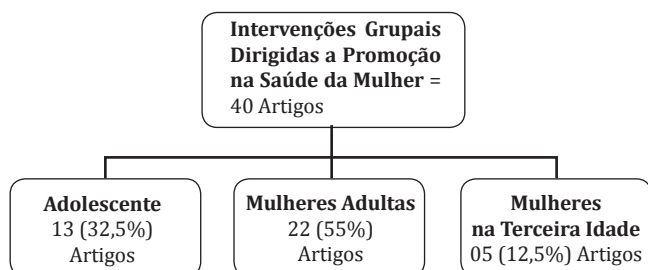 Intervenções Grupais
Dirigidas a Promoção
na Saúde da Mulher =
40 Artigos
Adolescente
13 (32,5%)
Artigos
Mulheres Adultas
22 (55%)
Artigos
Mulheres
na Terceira Idade
05 (12,5%) Artigos